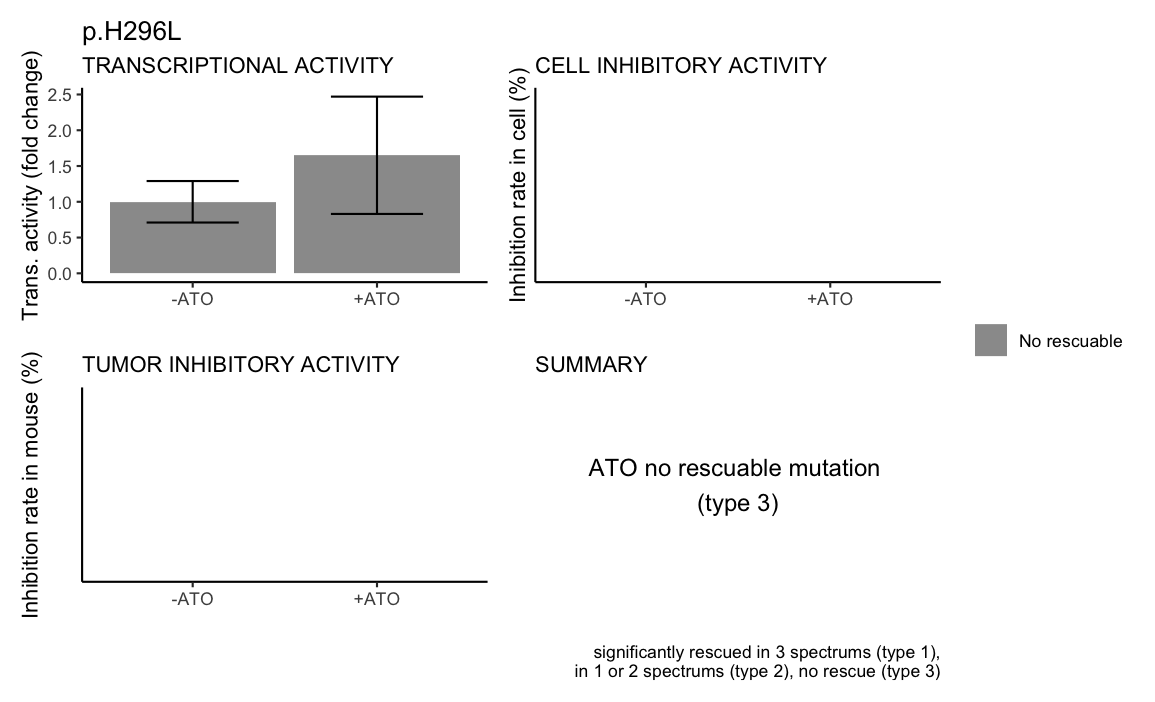 p.H296L
TRANSCRIPTIONAL ACTIVITY
Trans. activity (fold change)
2.5
2.0
1.5
1.0
0.5
0.0
-ATO +ATO
CELL INHIBITORY ACTIVITY
Inhibition rate in cell (%)
-ATO +ATO
No rescuable
TUMOR INHIBITORY ACTIVITY
Inhibition rate in mouse (%)
-ATO +ATO
SUMMARY
ATO no rescuable mutation
(type 3)
significantly rescued in 3 spectrums (type 1),
in 1 or 2 spectrums (type 2), no rescue (type 3)